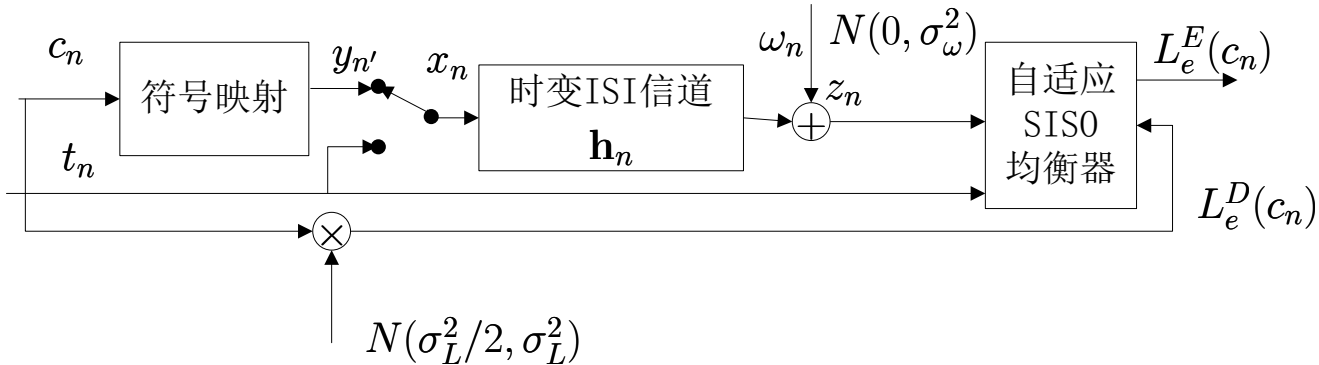 c_n
符号映射
y_{n'}
x_n
时变ISI信道
h_n
ω_n
N(0, σ_ω^2)
z_n
自适应
SISO
均衡器
L_e^E(c_n)
t_n
L_e^D(c_n)
N(σ_L^2/2, σ_L^2)